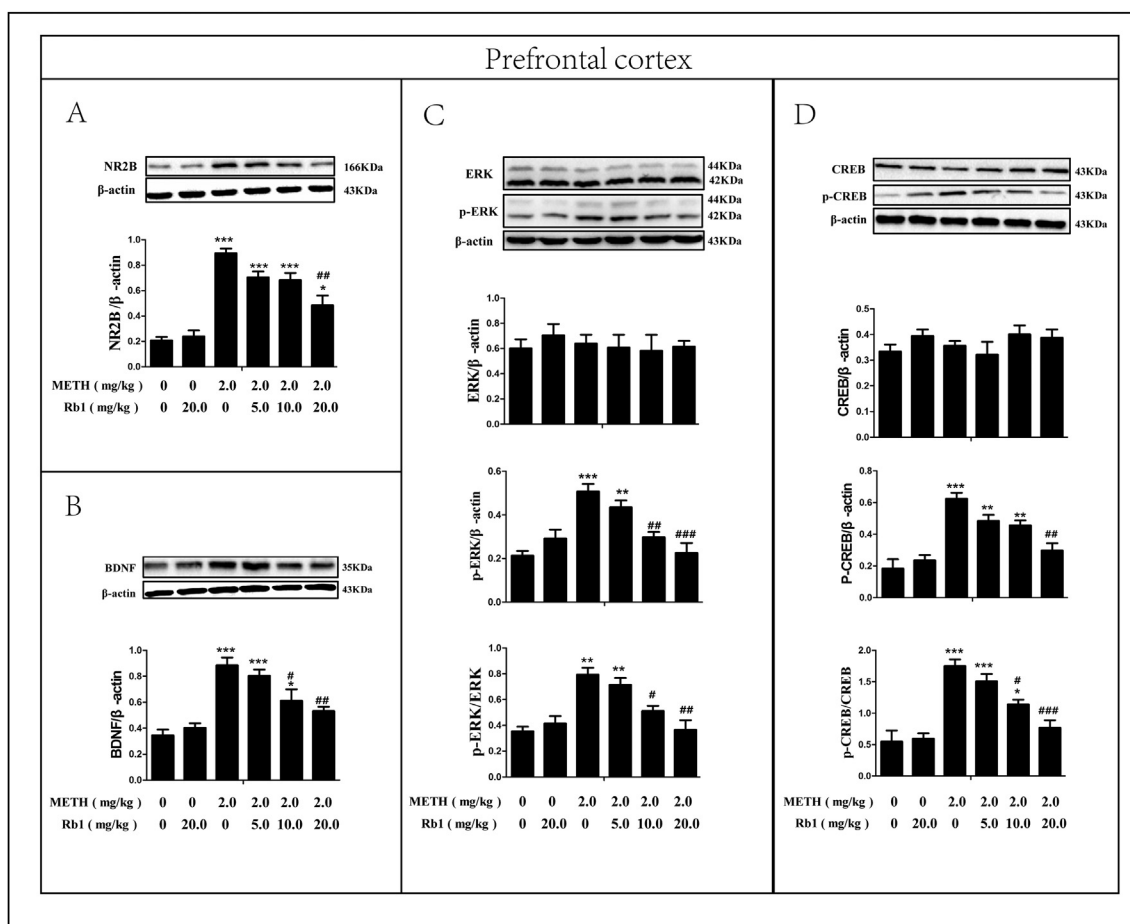 Prefrontal cortex
A
NR2B
166KDa
β-actin
43KDa
NR2B/β -actin
1.0
0.8
0.6
0.4
0.2
0.0
***
***
***
##
*
METH ( mg/kg ) 0 0 2.0 2.0 2.0 2.0
Rb1 ( mg/kg ) 0 20.0 0 5.0 10.0 20.0
B
BDNF
35KDa
β-actin
43KDa
BDNF/β -actin
1.0
0.8
0.6
0.4
0.2
0.0
***
***
#
*
##
METH ( mg/kg ) 0 0 2.0 2.0 2.0 2.0
Rb1 ( mg/kg ) 0 20.0 0 5.0 10.0 20.0
C
ERK
44KDa
42KDa
p-ERK
44KDa
42KDa
β-actin
43KDa
ERK/β -actin
1.0
0.8
0.6
0.4
0.2
0.0
p-ERK/β -actin
0.6
0.4
0.2
0.0
***
**
##
###
p-ERK/ERK
1.0
0.8
0.6
0.4
0.2
0.0
**
**
#
##
METH ( mg/kg ) 0 0 2.0 2.0 2.0 2.0
Rb1 ( mg/kg ) 0 20.0 0 5.0 10.0 20.0
D
CREB
43KDa
p-CREB
43KDa
β-actin
43KDa
CREB/β -actin
0.5
0.4
0.3
0.2
0.1
0.0
P-CREB/β -actin
0.8
0.6
0.4
0.2
0.0
***
**
**
##
p-CREB/CREB
2.0
1.5
1.0
0.5
0.0
***
***
#
*
###
METH ( mg/kg ) 0 0 2.0 2.0 2.0 2.0
Rb1 ( mg/kg ) 0 20.0 0 5.0 10.0 20.0